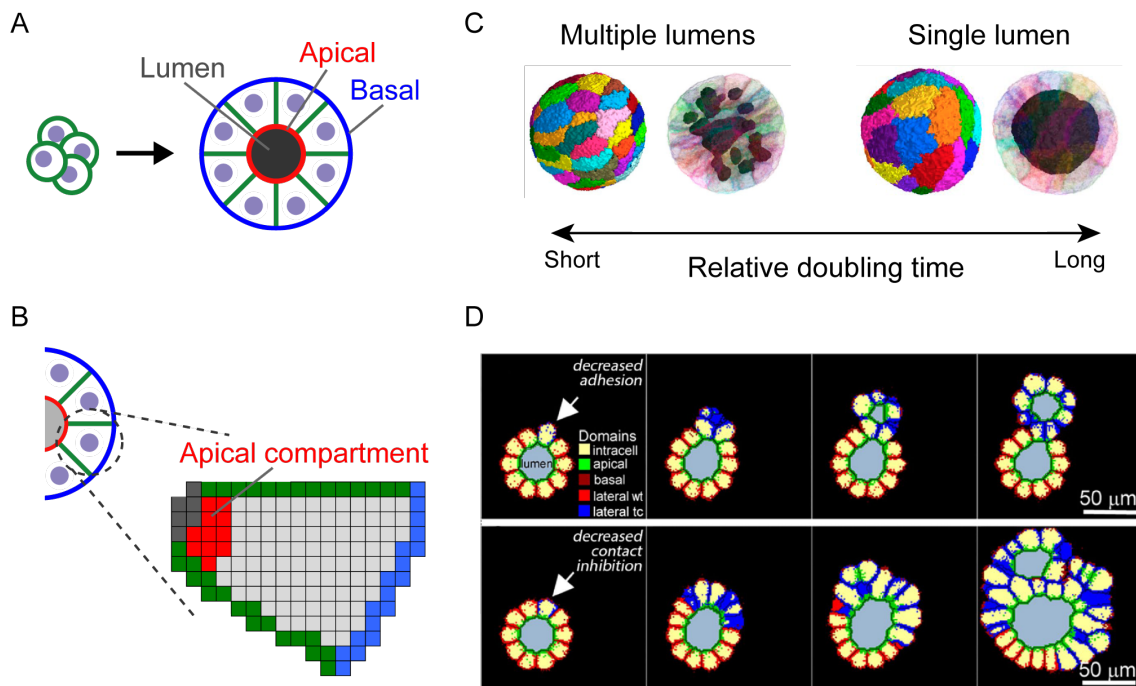 A
Lumen
Apical
Basal
B
Apical compartment
C
Multiple lumens
Single lumen
Short
Relative doubling time
Long
D
decreased
adhesion
Domains
intracell
apical
basal
lateral wt
lateral tc
lumen
50 μm
decreased
contact
inhibition
50 μm